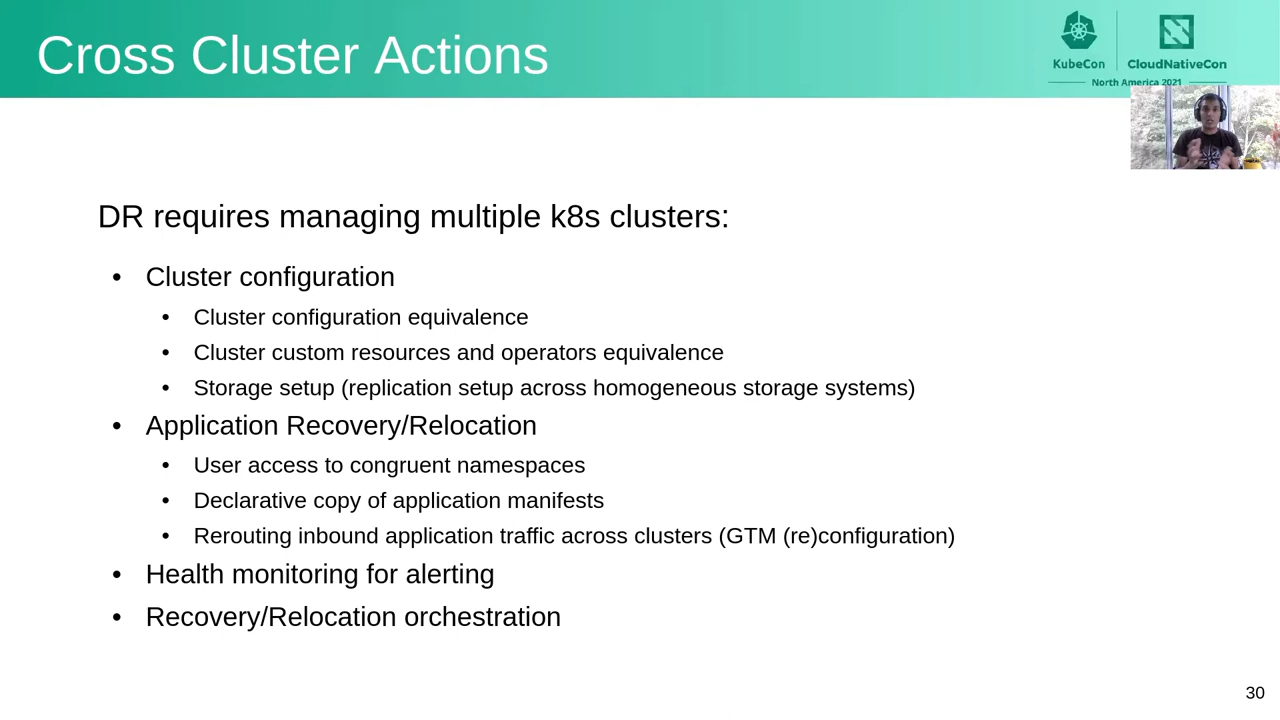 Cross Cluster Actions
KubeCon
CloudNativeCon
North America 2021
DR requires managing multiple k8s clusters:
• Cluster configuration
• Cluster configuration equivalence
• Cluster custom resources and operators equivalence
• Storage setup (replication setup across homogeneous storage systems)
• Application Recovery/Relocation
• User access to congruent namespaces
• Declarative copy of application manifests
• Rerouting inbound application traffic across clusters (GTM (re)configuration)
• Health monitoring for alerting
• Recovery/Relocation orchestration
30